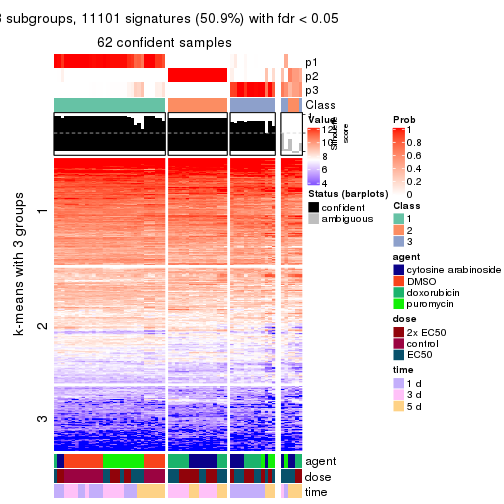 3 subgroups, 11101 signatures (50.9%) with fdr < 0.05
62 confident samples
p1
p2
p3
Class
k-means with 3 groups
1
2
3
agent
dose
time
Value
12
10
8
6
4
score
Status (barplots)
confident
ambiguous
Prob
1
0.8
0.6
0.4
0.2
0
Class
1
2
3
agent
cytosine arabinoside
DMSO
doxorubicin
puromycin
dose
2x EC50
control
EC50
time
1 d
3 d
5 d